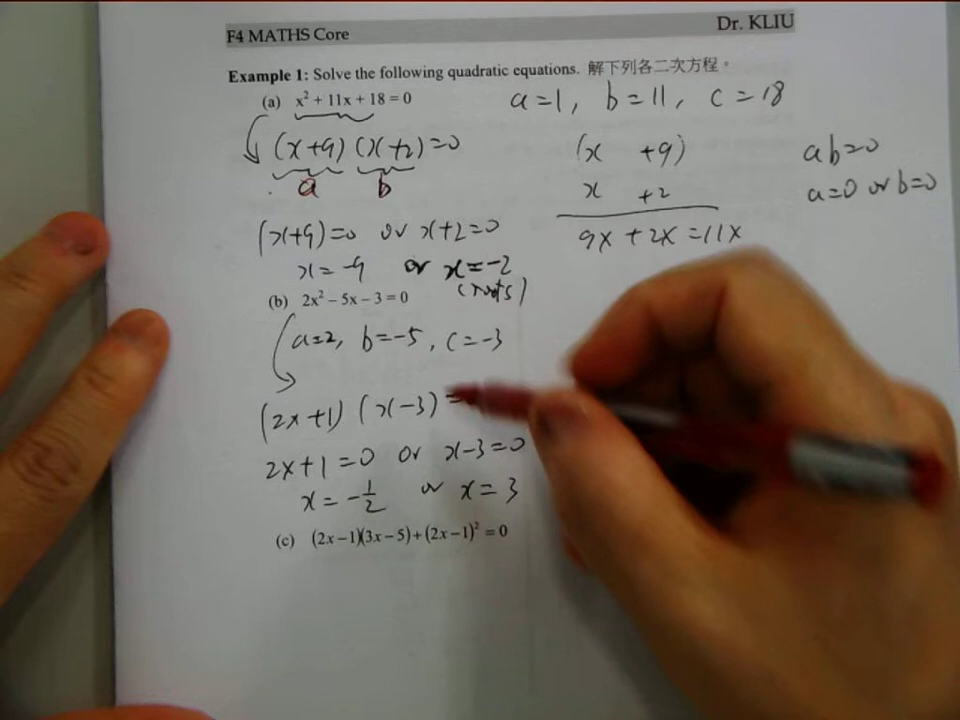 F4 MATHS Core Dr. KLIU
Example 1: Solve the following quadratic equations. 解下列各二次方程。
(a) x² + 11x + 18 = 0 a=1, b=11, c=18
(x+9)(x+2)=0
a b
(x +9)
x +2
9x+2x=11x
ab=0
a=0 or b=0
(x+9)=0 or x+2=0
x=-9 or x=-2
(roots)
(b) 2x² – 5x – 3 = 0
a=2, b=-5, c=-3
(2x+1)(x-3)=
2x+1=0 or x-3=0
x=-1/2 or x=3
(c) (2x–1)(3x–5)+(2x–1)² = 0